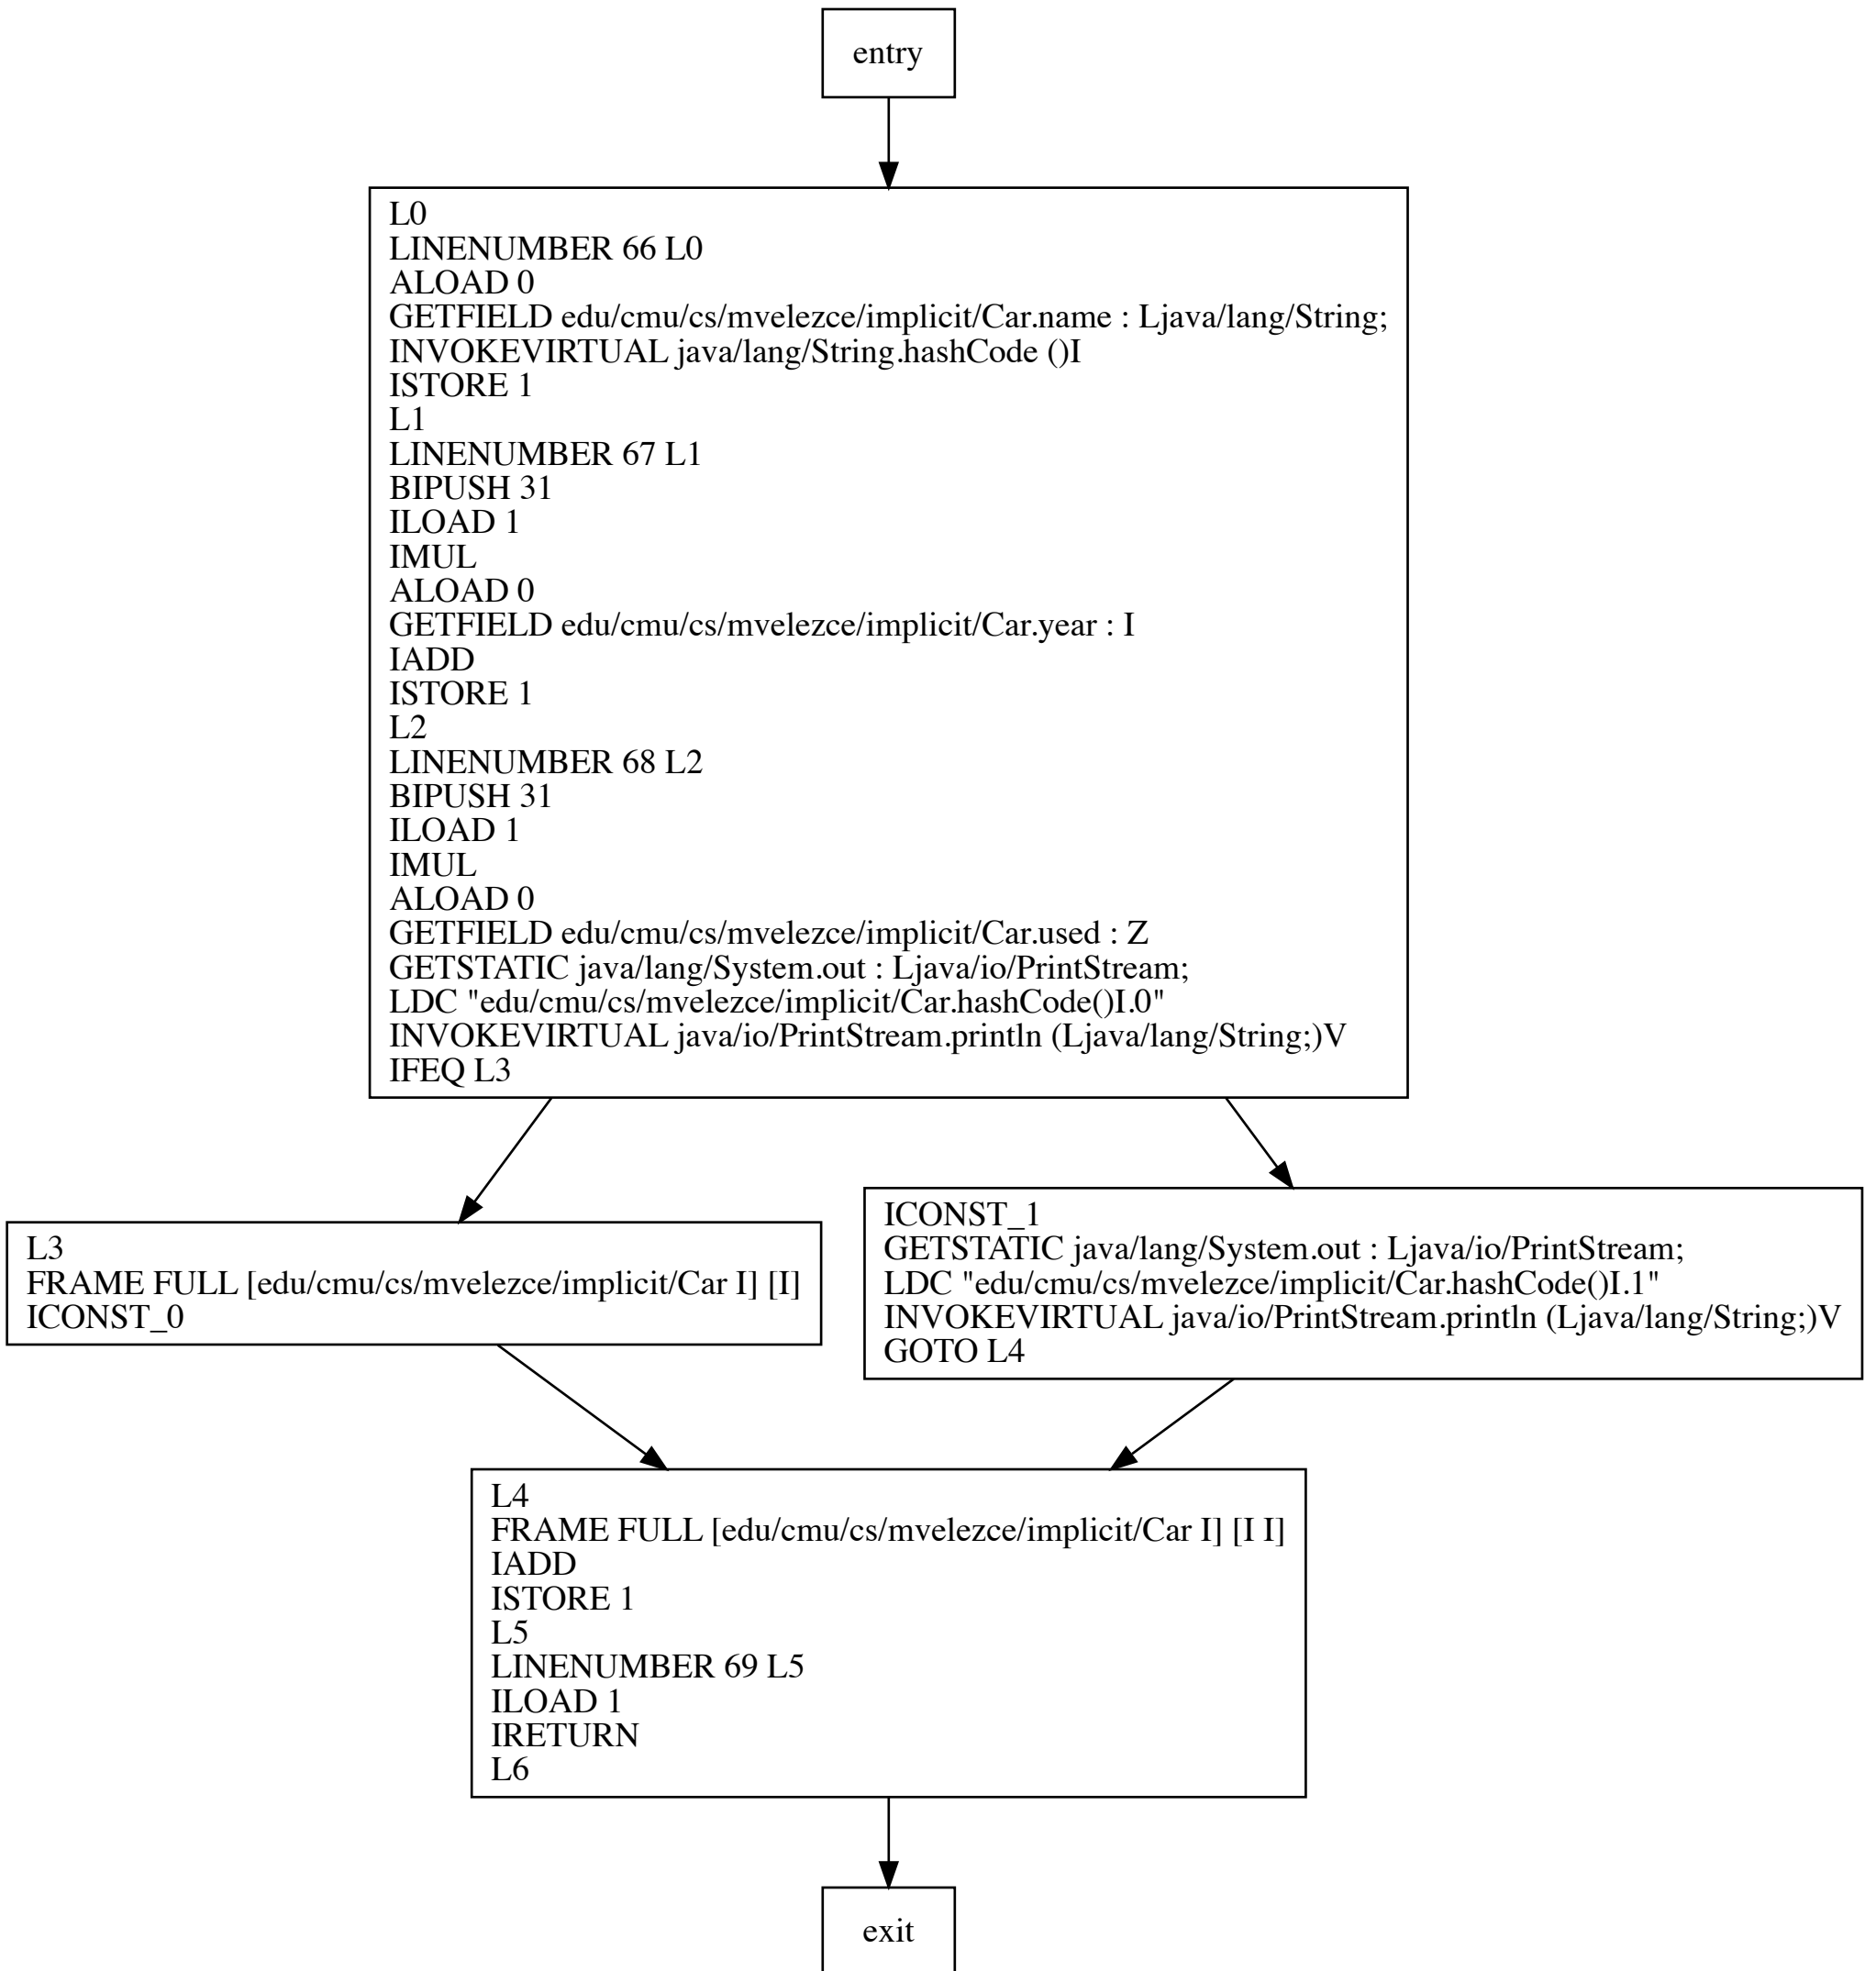 entry
L0
LINENUMBER 66 L0
ALOAD 0
GETFIELD edu/cmu/cs/mvelezce/implicit/Car.name : Ljava/lang/String;
INVOKEVIRTUAL java/lang/String.hashCode ()I
ISTORE 1
L1
LINENUMBER 67 L1
BIPUSH 31
ILOAD 1
IMUL
ALOAD 0
GETFIELD edu/cmu/cs/mvelezce/implicit/Car.year : I
IADD
ISTORE 1
L2
LINENUMBER 68 L2
BIPUSH 31
ILOAD 1
IMUL
ALOAD 0
GETFIELD edu/cmu/cs/mvelezce/implicit/Car.used : Z
GETSTATIC java/lang/System.out : Ljava/io/PrintStream;
LDC "edu/cmu/cs/mvelezce/implicit/Car.hashCode()I.0"
INVOKEVIRTUAL java/io/PrintStream.println (Ljava/lang/String;)V
IFEQ L3
L3
FRAME FULL [edu/cmu/cs/mvelezce/implicit/Car I] [I]
ICONST_0
ICONST_1
GETSTATIC java/lang/System.out : Ljava/io/PrintStream;
LDC "edu/cmu/cs/mvelezce/implicit/Car.hashCode()I.1"
INVOKEVIRTUAL java/io/PrintStream.println (Ljava/lang/String;)V
GOTO L4
L4
FRAME FULL [edu/cmu/cs/mvelezce/implicit/Car I] [I I]
IADD
ISTORE 1
L5
LINENUMBER 69 L5
ILOAD 1
IRETURN
L6
exit